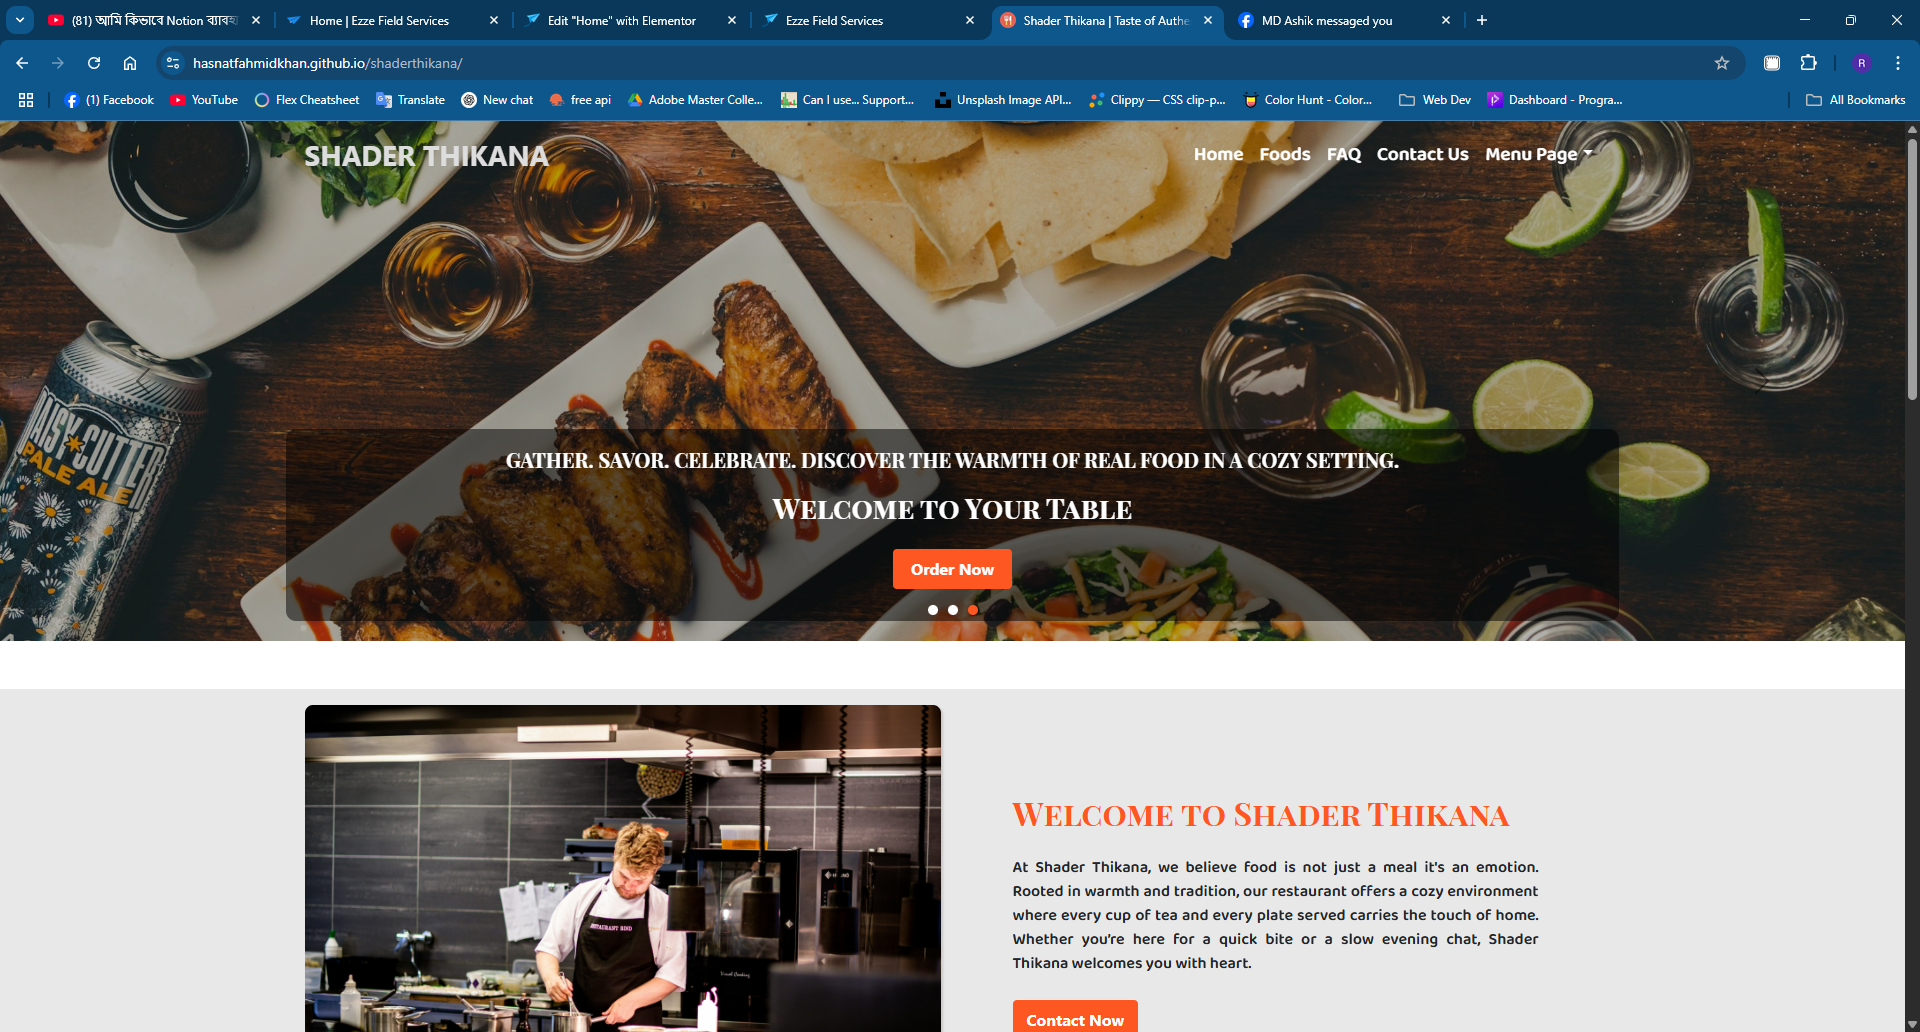 (81) আমি কিভাবে Notion
Home | Ezze Field Services
Edit "Home" with Elementor
Ezze Field Services
Shader Thikana | Taste of Authe
MD Ashik messaged you
hasnatfahmidkhan.github.io/shaderthikana/
R
(1) Facebook
YouTube
Flex Cheatsheet
Translate
New chat
free api
Adobe Master Colle...
Can I use... Support...
Unsplash Image API...
Clippy — CSS clip-p...
Color Hunt - Color...
Web Dev
Dashboard - Progra...
All Bookmarks
SHADER THIKANA
Home
Foods
FAQ
Contact Us
Menu Page
DAISY CUTTER
PALE ALE
GATHER. SAVOR. CELEBRATE. DISCOVER THE WARMTH OF REAL FOOD IN A COZY SETTING.
WELCOME TO YOUR TABLE
Order Now
WELCOME TO SHADER THIKANA
At Shader Thikana, we believe food is not just a meal it's an emotion.
Rooted in warmth and tradition, our restaurant offers a cozy environment
where every cup of tea and every plate served carries the touch of home.
Whether you're here for a quick bite or a slow evening chat, Shader
Thikana welcomes you with heart.
Contact Now